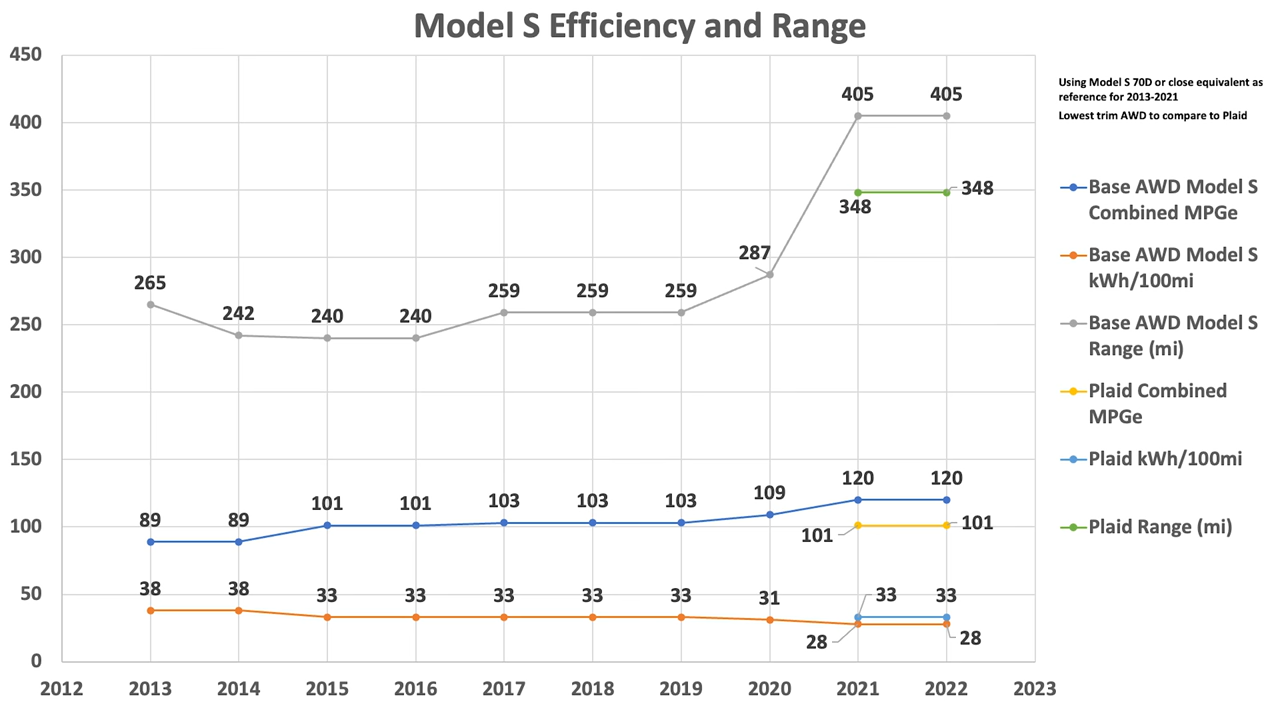 Model S Efficiency and Range
450
400
350
300
250
200
150
100
50
0
2012 2013 2014 2015 2016 2017 2018 2019 2020 2021 2022 2023
265 242 240 240 259 259 259 287 405 405
348 348
89 89 101 101 103 103 103 109 120 120
101 101
38 38 33 33 33 33 33 31 28 28
33 33
Using Model S 70D or close equivalent as
reference for 2013-2021
Lowest trim AWD to compare to Plaid
Base AWD Model S
Combined MPGe
Base AWD Model S
kWh/100mi
Base AWD Model S
Range (mi)
Plaid Combined
MPGe
Plaid kWh/100mi
Plaid Range (mi)